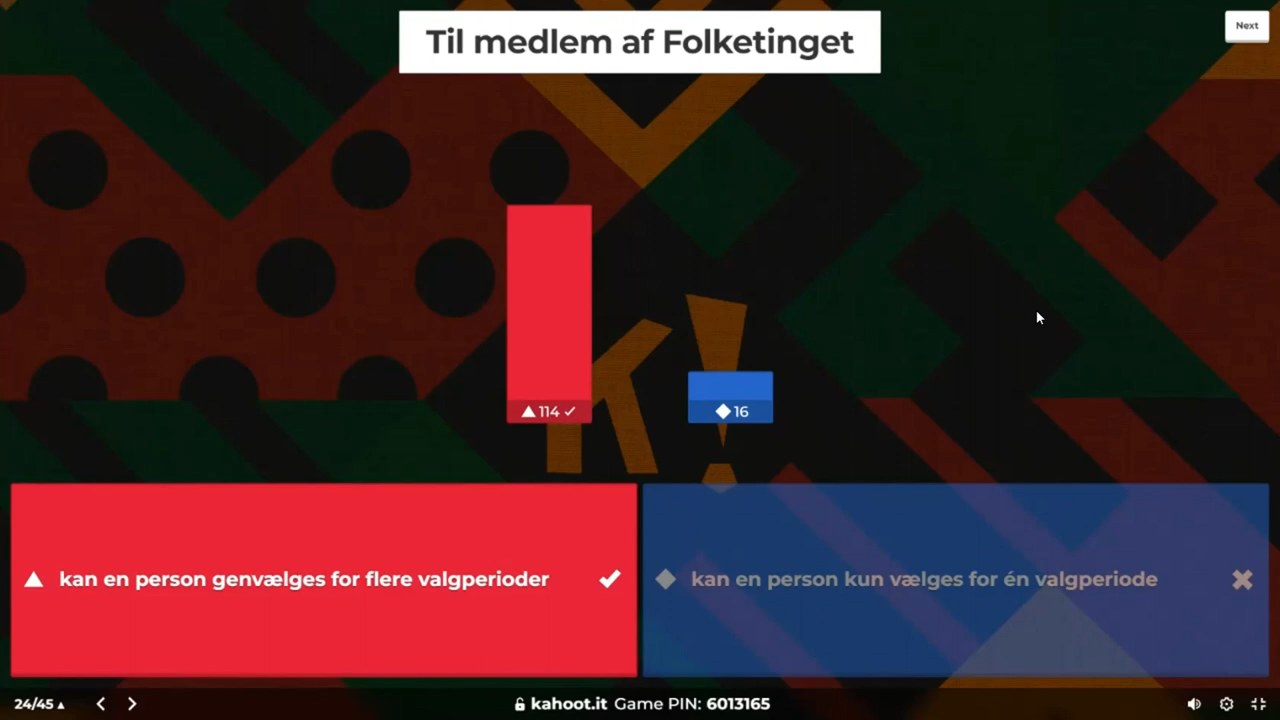 Til medlem af Folketinget
Next
K!
114
16
kan en person genvælges for flere valgperioder
kan en person kun vælges for én valgperiode
24/45
kahoot.it Game PIN: 6013165